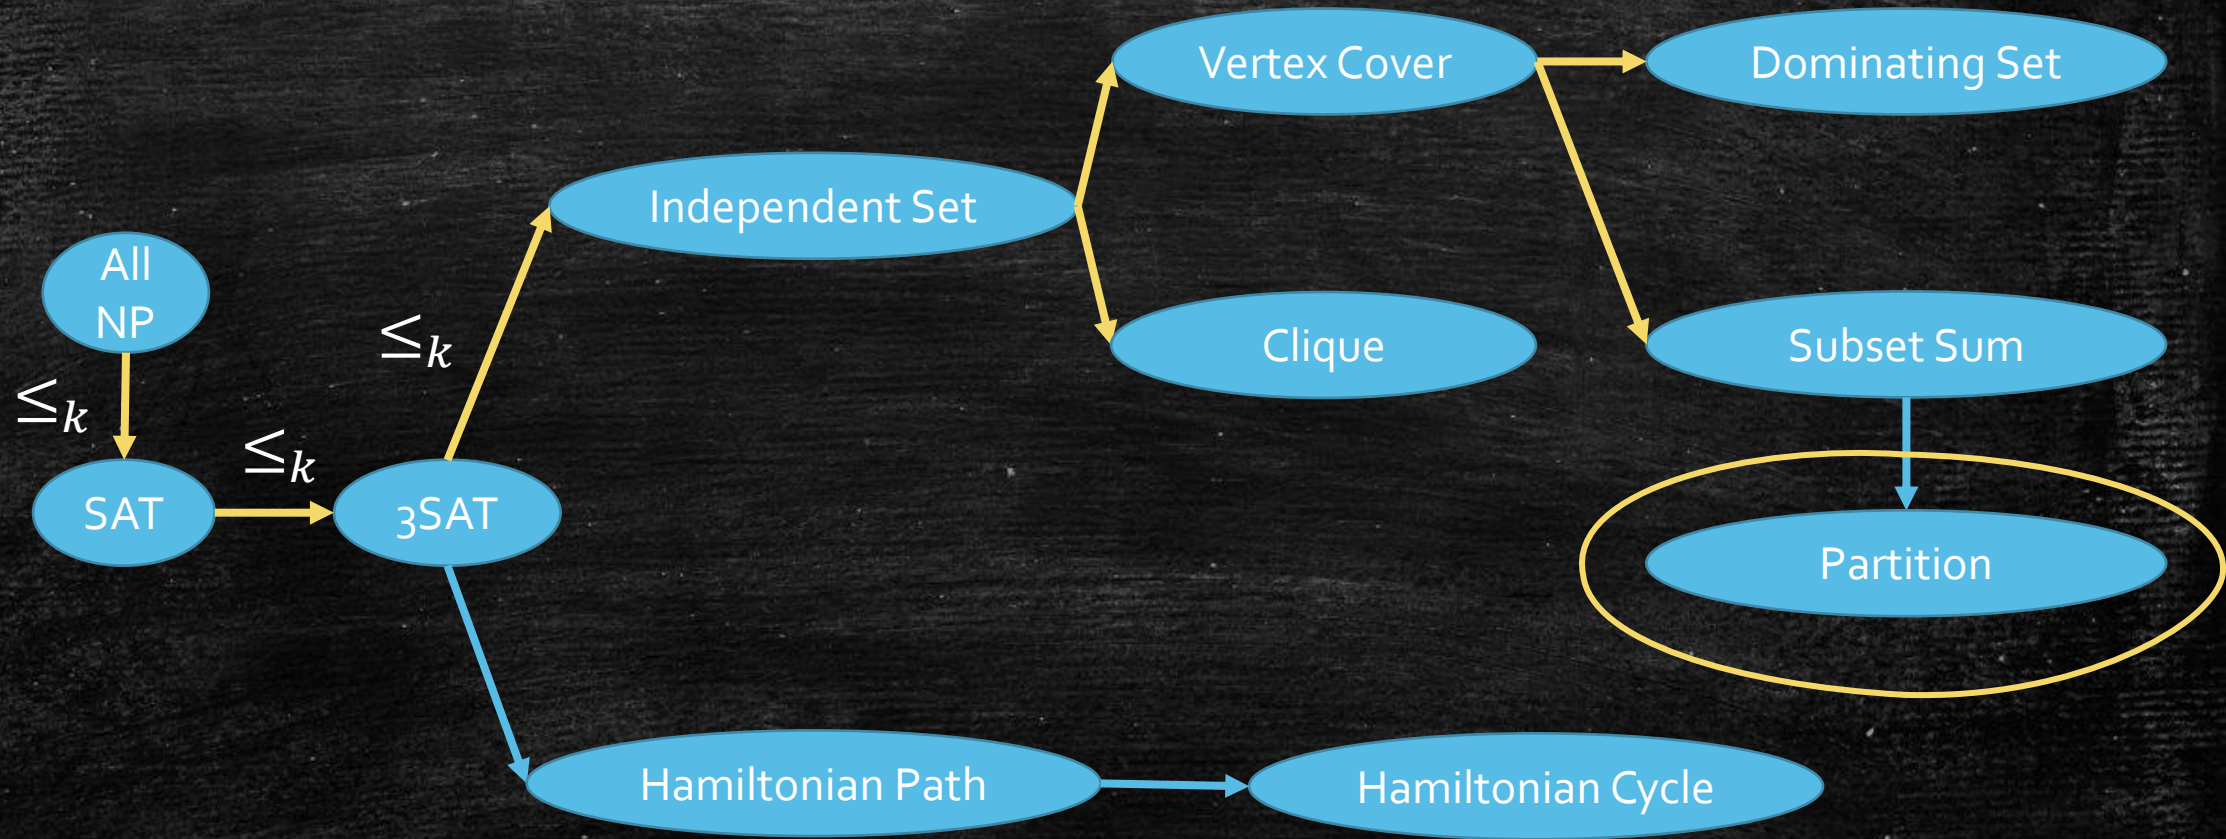 Vertex Cover
Dominating Set
Independent Set
All
NP
≤k
Clique
Subset Sum
≤k
≤k
SAT
3SAT
Partition
Hamiltonian Path
Hamiltonian Cycle